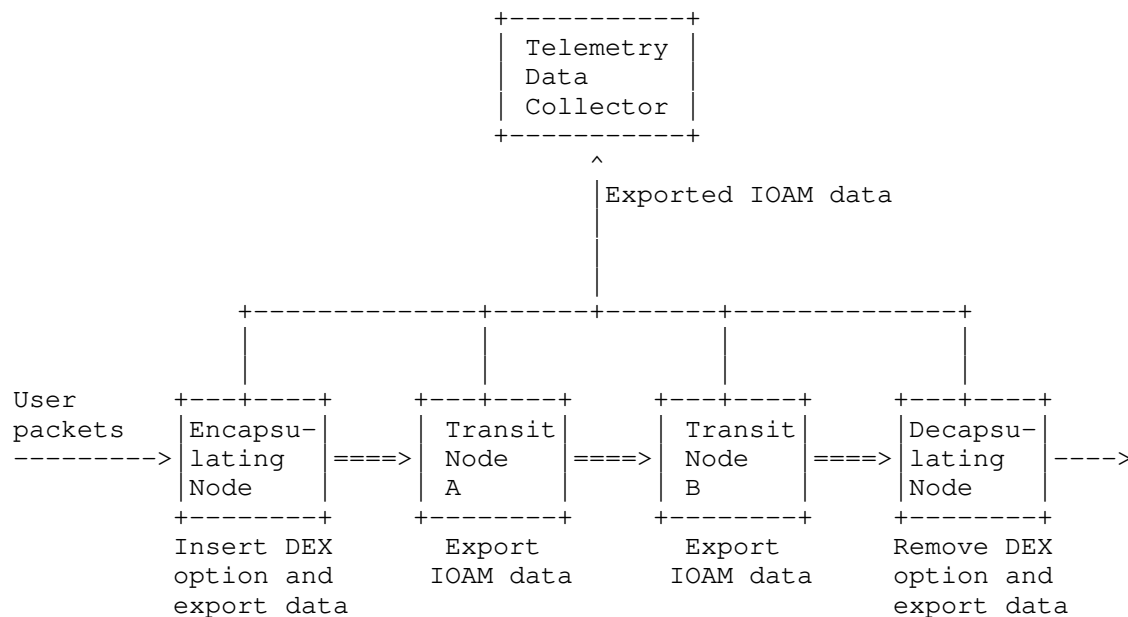 Telemetry
Data
Collector
Exported IOAM data
User
packets
Encapsu-
lating
Node
Transit
Node
A
Transit
Node
B
Decapsu-
lating
Node
Insert DEX
option and
export data
Export
IOAM data
Export
IOAM data
Remove DEX
option and
export data